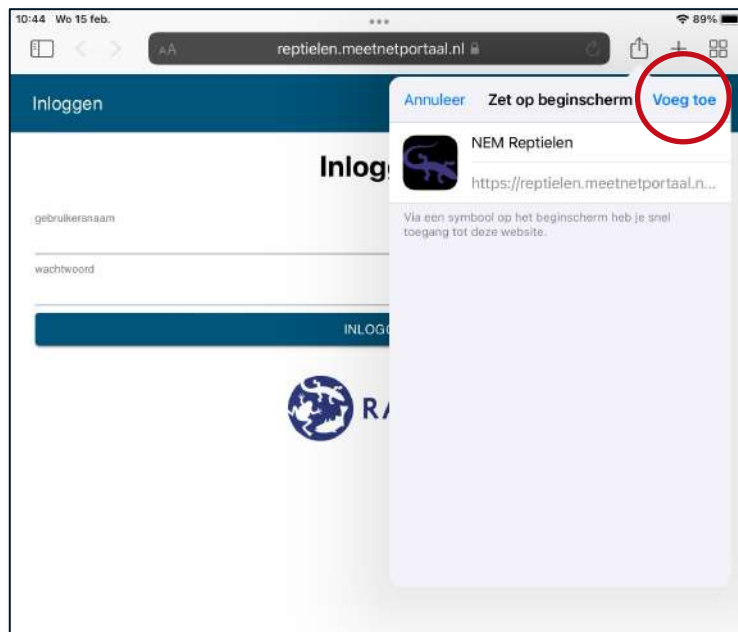 10:44 Wo 15 feb.
89%
AA
reptielen.meetnetportaal.nl
Inloggen
Annuleer
Zet op beginscherm
Voeg toe
Inlog
NEM Reptielen
https://reptielen.meetnetportaal.n...
Via een symbool op het beginscherm heb je snel
toegang tot deze website.
gebruikersnaam
wachtwoord
INLOGG
RA